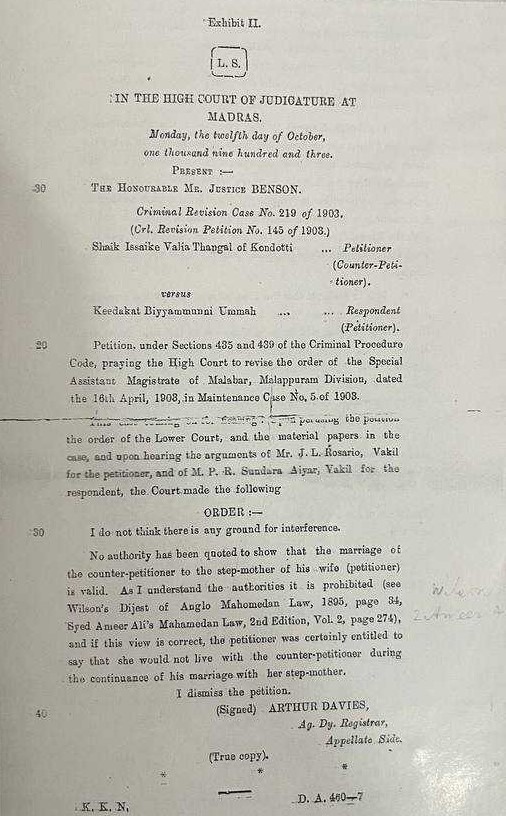 Exhibit II.
L. S.
IN THE HIGH COURT OF JUDICATURE AT
MADRAS.
Monday, the twelfth day of October,
one thousand nine hundred and three.
PRESENT :—
30 THE HONOURABLE MR. JUSTICE BENSON.
Criminal Revision Case No. 219 of 1903.
(Crl. Revision Petition No. 145 of 1903.)
Shaik Issaike Valia Thangal of Kondotti ... Petitioner
(Counter-Peti-
tioner).
versus
Keedakat Biyyammunni Ummah ... ... Respondent
(Petitioner).
20 Petition under Sections 435 and 439 of the Criminal Procedure
Code, praying the High Court to revise the order of the Special
Assistant Magistrate of Malabar, Malappuram Division, dated
the 16th April, 1903, in Maintenance Case No. 5 of 1903.
the petition
the order of the Lower Court, and the material papers in the
case, and upon hearing the arguments of Mr. J. L. Rosario, Vakil
for the petitioner, and of M. P. R. Sundara Aiyar, Vakil for the
respondent, the Court made the following
ORDER :—
30 I do not think there is any ground for interference.
No authority has been quoted to show that the marriage of
the counter-petitioner to the step-mother of his wife (petitioner)
is valid. As I understand the authorities it is prohibited (see
Wilson's Dijest of Anglo Mahomedan Law, 1895, page 34,
Syed Ameer Ali's Mahamedan Law, 2nd Edition, Vol. 2, page 274),
and if this view is correct, the petitioner was certainly entitled to
say that she would not live with the counter-petitioner during
the continuance of his marriage with her step-mother.
I dismiss the petition.
40 (Signed) ARTHUR DAVIES,
Ag. Dy. Registrar,
Appellate Side.
(True copy).
* * *
K. K. N, D. A. 460—7